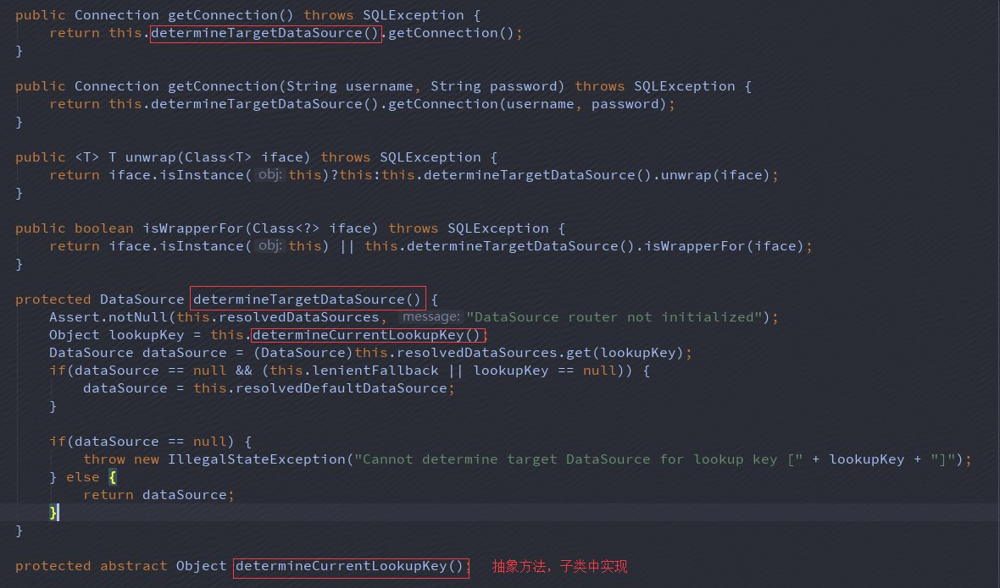 public Connection getConnection() throws SQLException {
    return this.determineTargetDataSource().getConnection();
}
public Connection getConnection(String username, String password) throws SQLException {
    return this.determineTargetDataSource().getConnection(username, password);
}
public <T> T unwrap(Class<T> iface) throws SQLException {
    return iface.isInstance( obj: this)?this:this.determineTargetDataSource().unwrap(iface);
}
public boolean isWrapperFor(Class<?> iface) throws SQLException {
    return iface.isInstance( obj: this) || this.determineTargetDataSource().isWrapperFor(iface);
}
protected DataSource determineTargetDataSource() {
    Assert.notNull(this.resolvedDataSources, message: "DataSource router not initialized");
    Object lookupKey = this.determineCurrentLookupKey();
    DataSource dataSource = (DataSource)this.resolvedDataSources.get(lookupKey);
    if(dataSource == null && (this.lenientFallback || lookupKey == null)) {
        dataSource = this.resolvedDefaultDataSource;
    }
    if(dataSource == null) {
        throw new IllegalStateException("Cannot determine target DataSource for lookup key [" + lookupKey + "]");
    } else {
        return dataSource;
    }
}
protected abstract Object determineCurrentLookupKey(); 抽象方法，子类中实现